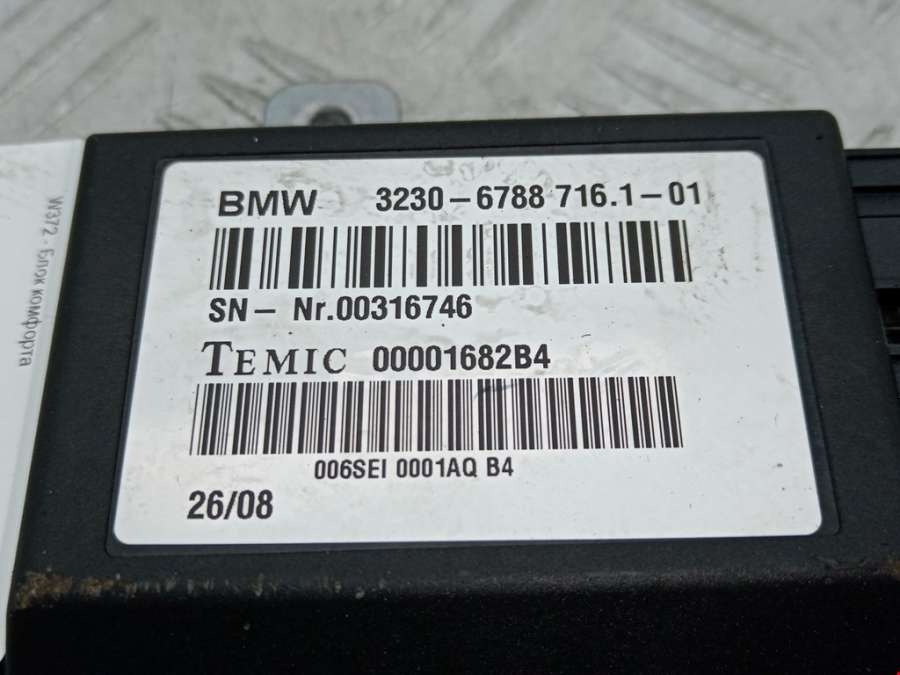 BMW 3230-6788 716.1-01
SN- Nr.00316746
TEMIC 00001682B4
006SEI 0001AQ B4
26/08
W372 - Блок комфорта